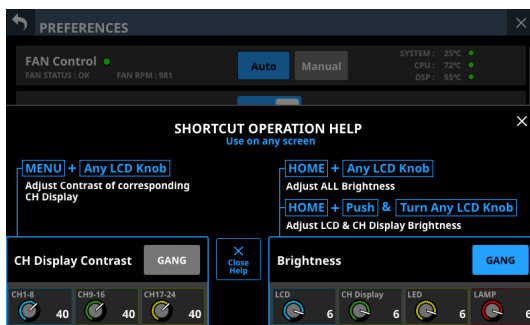 PREFERENCES
FAN Control
FAN STATUS : OK FAN RPM : 981
Auto
Manual
SYSTEM : 25°C
CPU : 72°C
DSP : 55°C
SHORTCUT OPERATION HELP
Use on any screen
MENU + Any LCD Knob
Adjust Contrast of corresponding
CH Display
HOME + Any LCD Knob
Adjust ALL Brightness
HOME + Push & Turn Any LCD Knob
Adjust LCD & CH Display Brightness
CH Display Contrast GANG
Close
Help
Brightness GANG
CH1-8 CH9-16 CH17-24
40 40 40
LCD CH Display LED LAMP
6 6 6